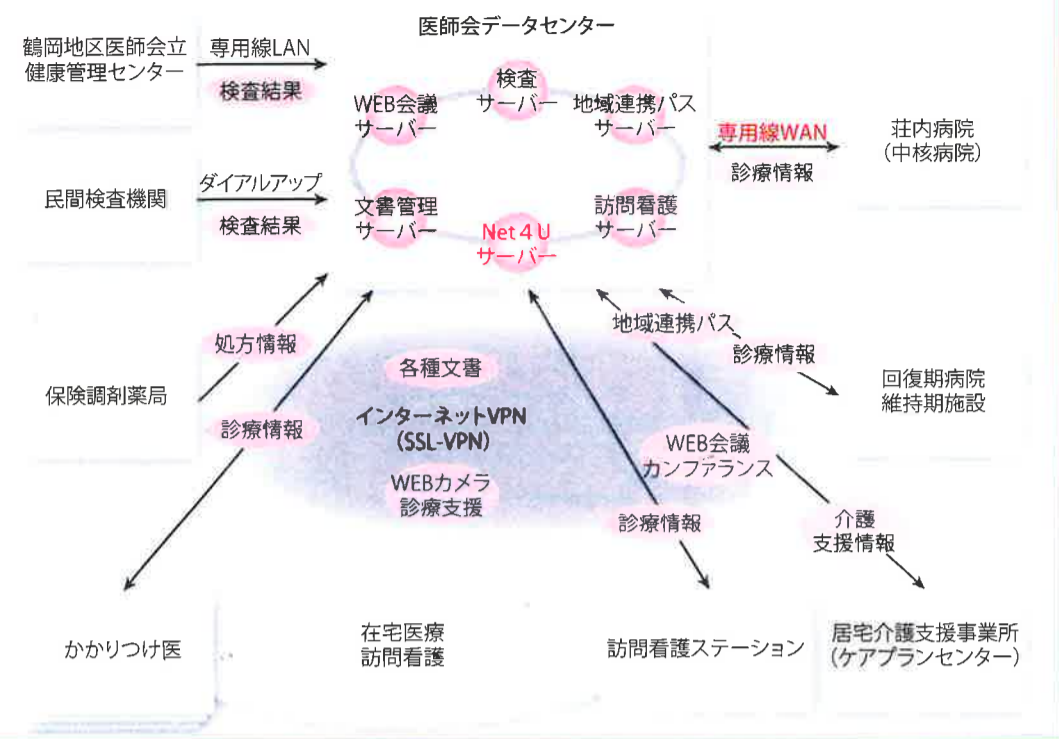 医師会データセンター
鶴岡地区医師会立
健康管理センター
専用線LAN
検査結果
検査
サーバー
WEB会議
サーバー
地域連携パス
サーバー
専用線WAN
診療情報
荘内病院
（中核病院）
民間検査機関
ダイアルアップ
検査結果
文書管理
サーバー
Net４U
サーバー
訪問看護
サーバー
処方情報
地域連携パス
診療情報
保険調剤薬局
各種文書
回復期病院
維持期施設
診療情報
インターネットVPN
(SSL-VPN)
WEB会議
カンファランス
WEBカメラ
診療支援
診療情報
介護
支援情報
かかりつけ医
在宅医療
訪問看護
訪問看護ステーション
居宅介護支援事業所
（ケアプランセンター）